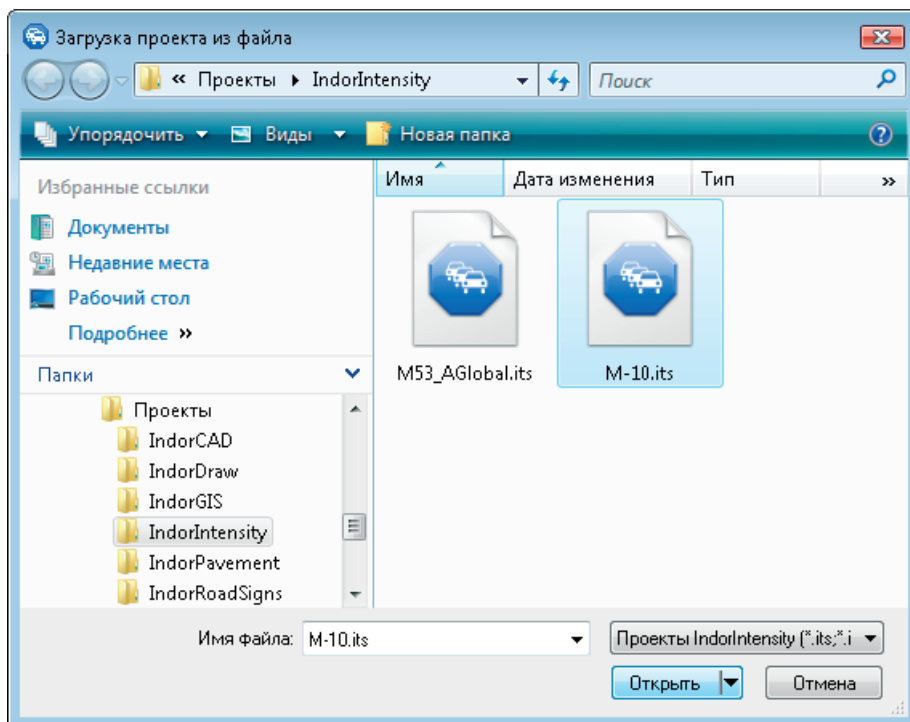 Загрузка проекта из файла
« Проекты IndorIntensity
Поиск
Упорядочить Виды Новая папка
Избранные ссылки
Документы
Недавние места
Рабочий стол
Подробнее »
Папки
Проекты
IndorCAD
IndorDraw
IndorGIS
IndorIntensity
IndorPavement
IndorRoadSigns
Имя Дата изменения Тип »
M53_AGlobal.its M-10.its
Имя файла: M-10.its
Проекты IndorIntensity (*.its;*.i
Открыть Отмена